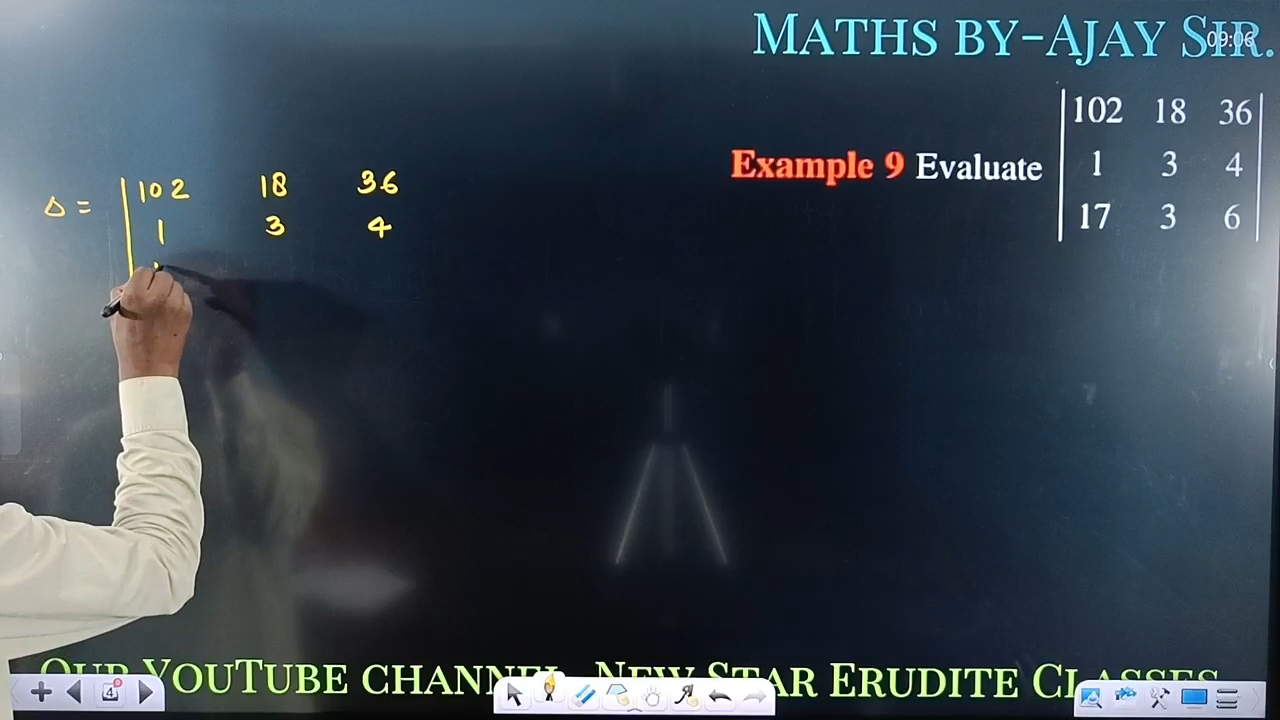 MATHS BY-AJAY SIR.
09:06
Example 9 Evaluate
102 18 36
1 3 4
17 3 6
Δ = 102 18 36
1 3 4
OUR YOUTUBE CHANNEL NEW STAR ERUDITE CLASSES
4